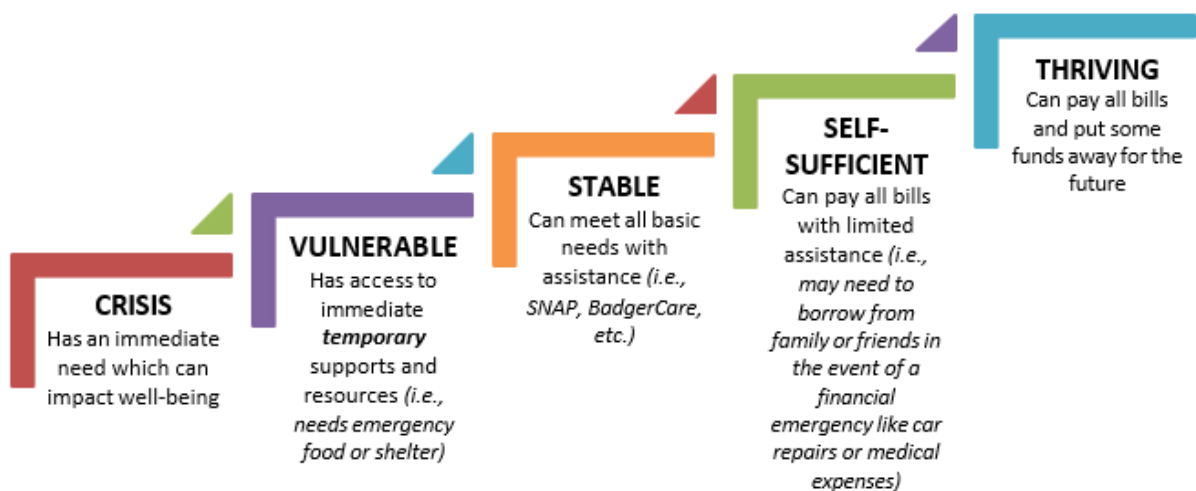 CRISIS
Has an immediate
need which can
impact well-being
VULNERABLE
Has access to
immediate
temporary
supports and
resources (i.e.,
needs emergency
food or shelter)
STABLE
Can meet all basic
needs with
assistance (i.e.,
SNAP, BadgerCare,
etc.)
SELF-
SUFFICIENT
Can pay all bills
with limited
assistance (i.e.,
may need to
borrow from
family or friends in
the event of a
financial
emergency like car
repairs or medical
expenses)
THRIVING
Can pay all bills
and put some
funds away for the
future